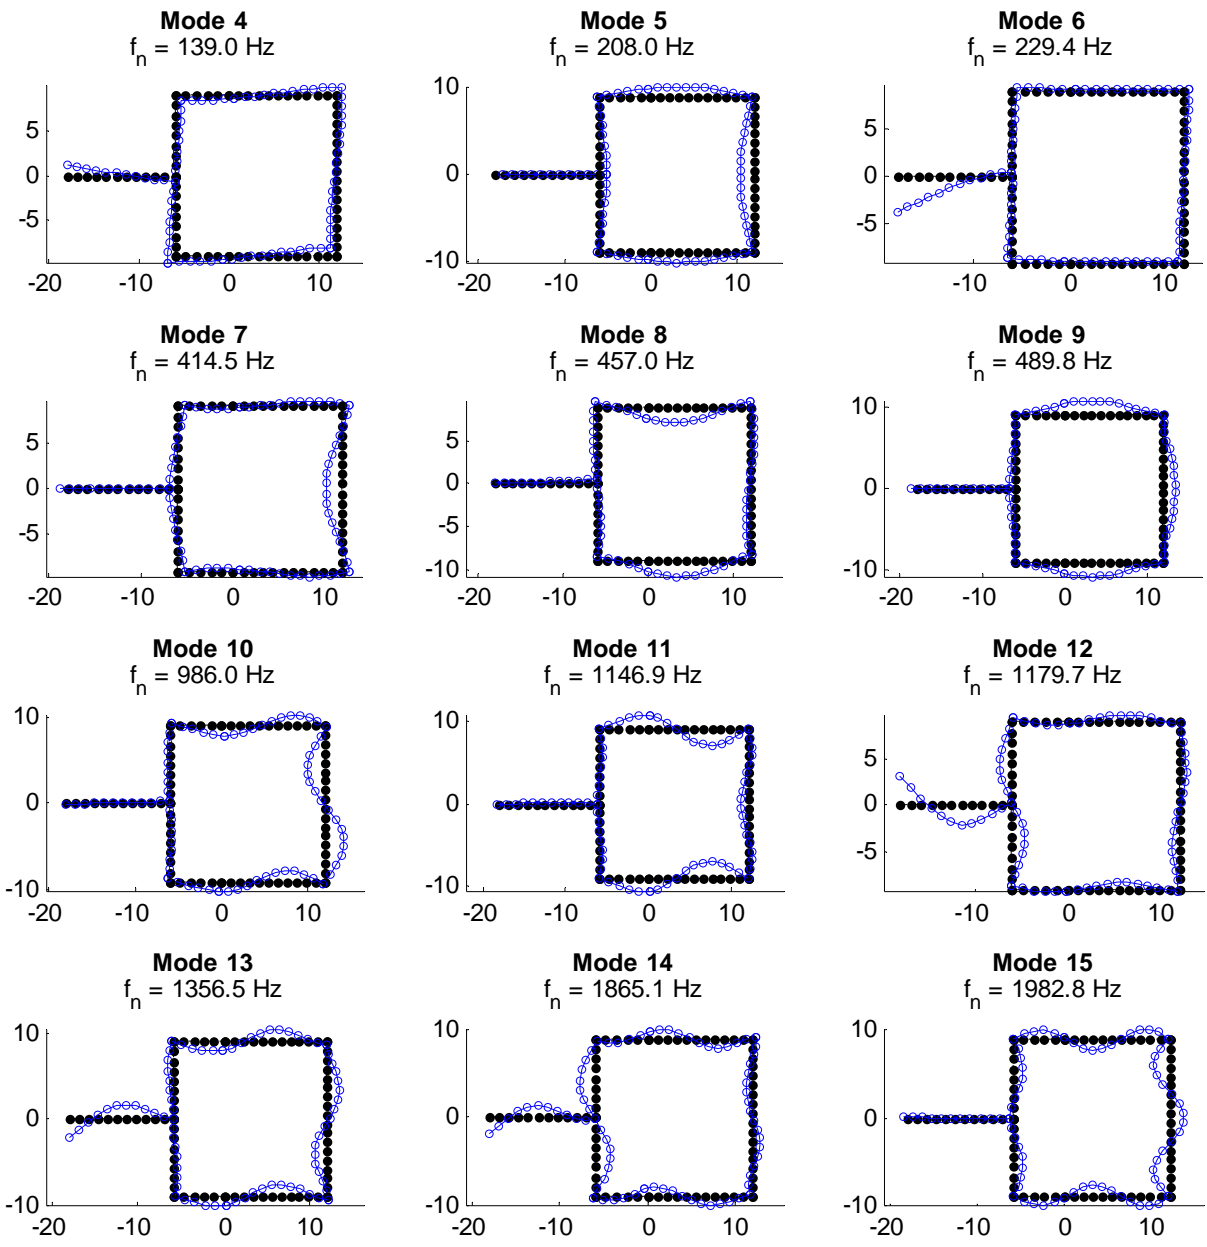 Mode 4
f_n = 139.0 Hz
5
0
-5
-20 -10 0 10
Mode 5
f_n = 208.0 Hz
10
0
-10
-20 -10 0 10
Mode 6
f_n = 229.4 Hz
5
0
-5
-10 0 10
Mode 7
f_n = 414.5 Hz
5
0
-5
-20 -10 0 10
Mode 8
f_n = 457.0 Hz
5
0
-5
-10
-20 -10 0 10
Mode 9
f_n = 489.8 Hz
10
0
-10
-20 -10 0 10
Mode 10
f_n = 986.0 Hz
10
0
-10
-20 -10 0 10
Mode 11
f_n = 1146.9 Hz
10
0
-10
-20 -10 0 10
Mode 12
f_n = 1179.7 Hz
5
0
-5
-10 0 10
Mode 13
f_n = 1356.5 Hz
10
0
-10
-20 -10 0 10
Mode 14
f_n = 1865.1 Hz
10
0
-10
-20 -10 0 10
Mode 15
f_n = 1982.8 Hz
10
0
-10
-20 -10 0 10